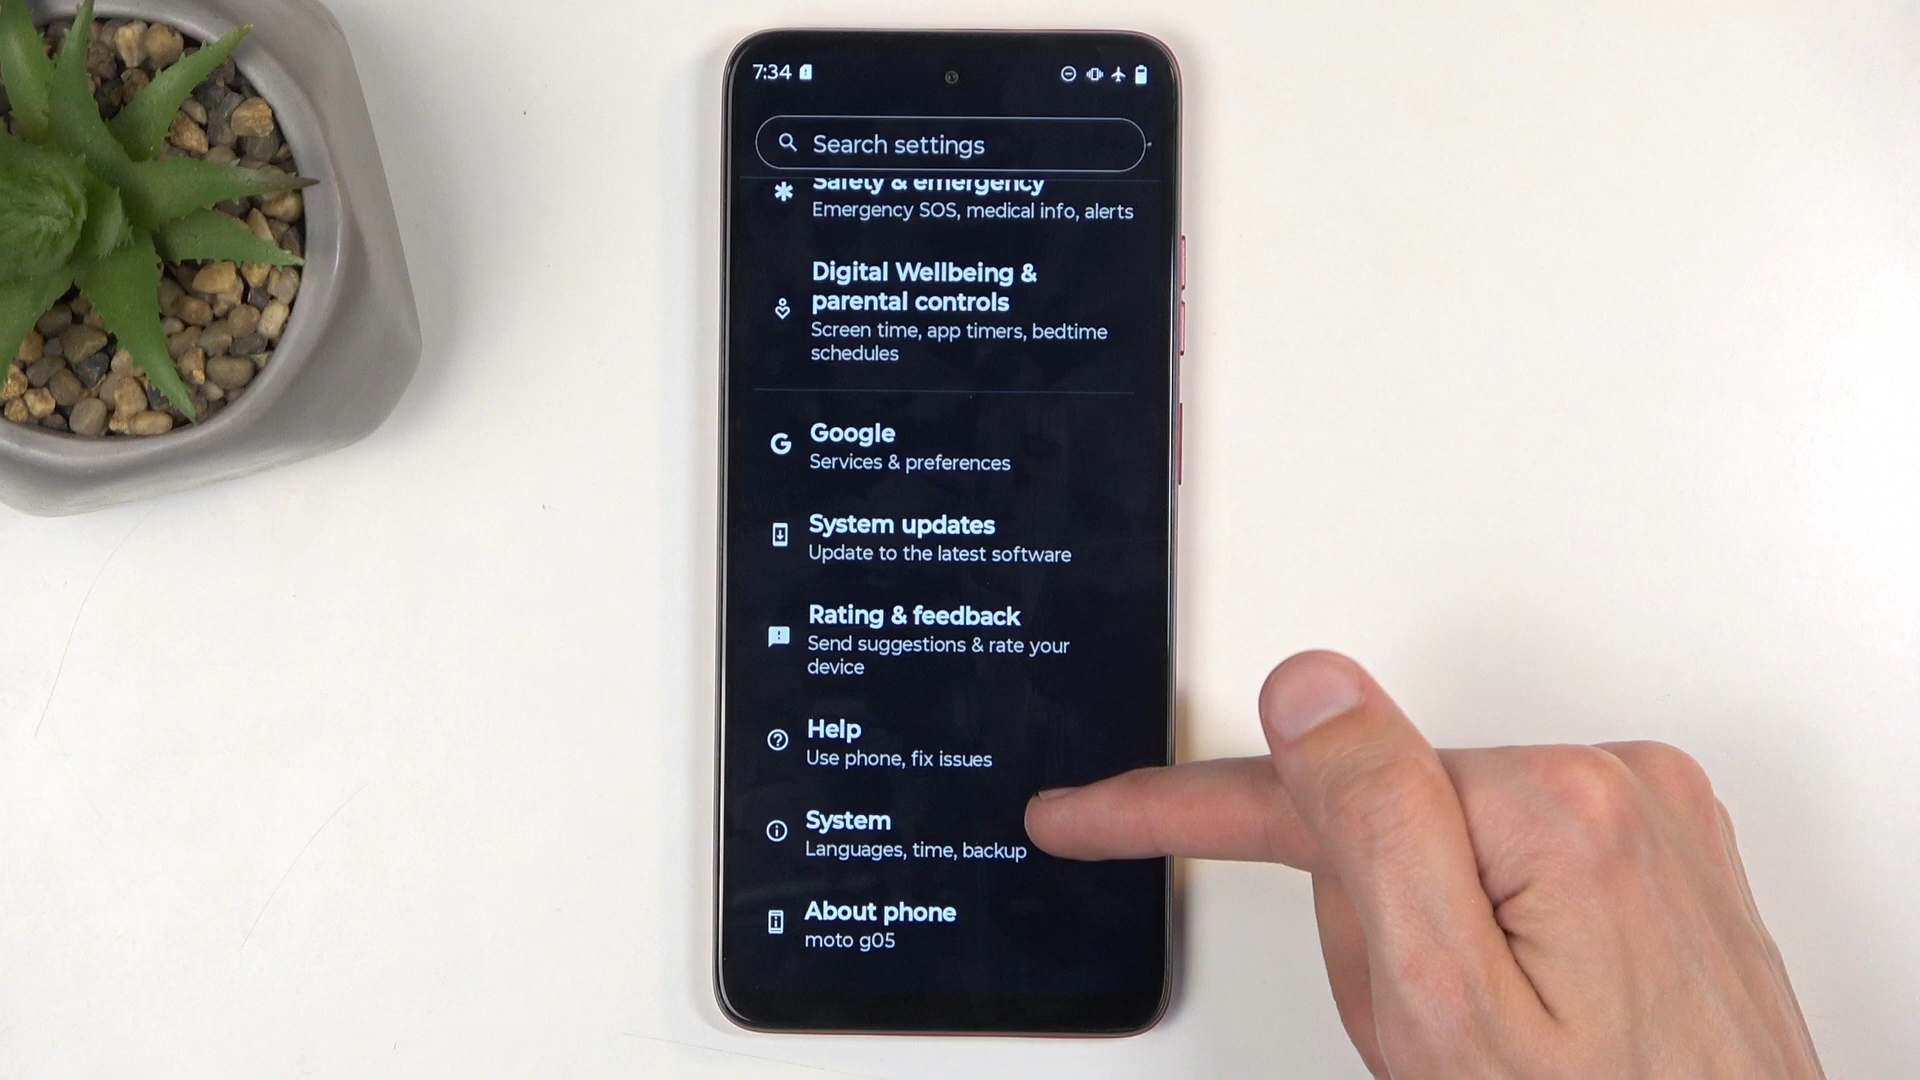 7:34
Search settings
Safety & emergency
Emergency SOS, medical info, alerts
Digital Wellbeing &
parental controls
Screen time, app timers, bedtime
schedules
Google
Services & preferences
System updates
Update to the latest software
Rating & feedback
Send suggestions & rate your
device
Help
Use phone, fix issues
System
Languages, time, backup
About phone
moto g05